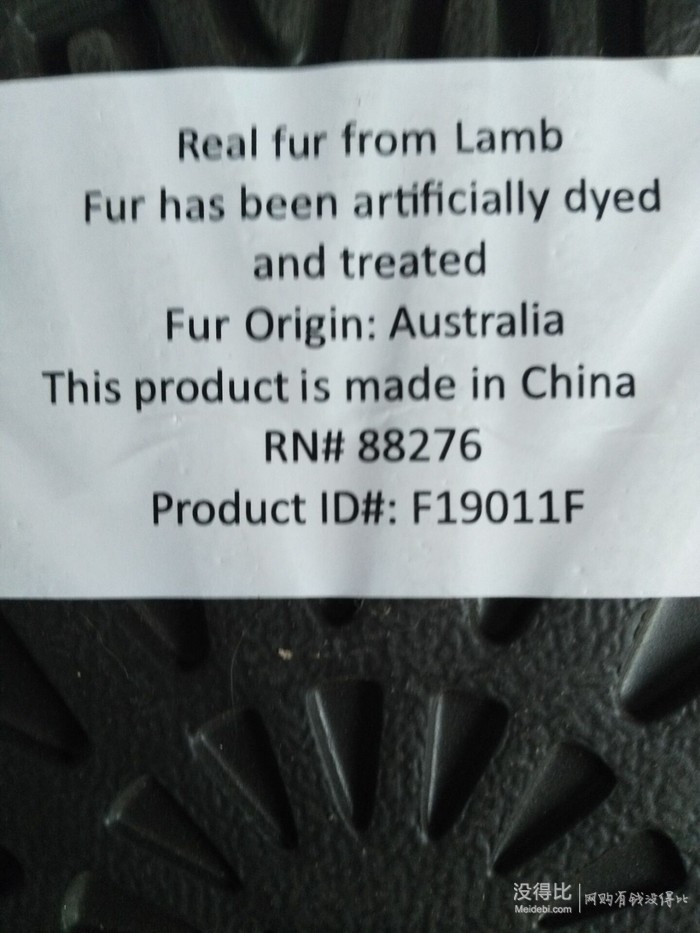 Real fur from Lamb
Fur has been artificially dyed
and treated
Fur Origin: Australia
This product is made in China
RN# 88276
Product ID#: F19011F
没得比
Meidebi.com
网购有钱没得比